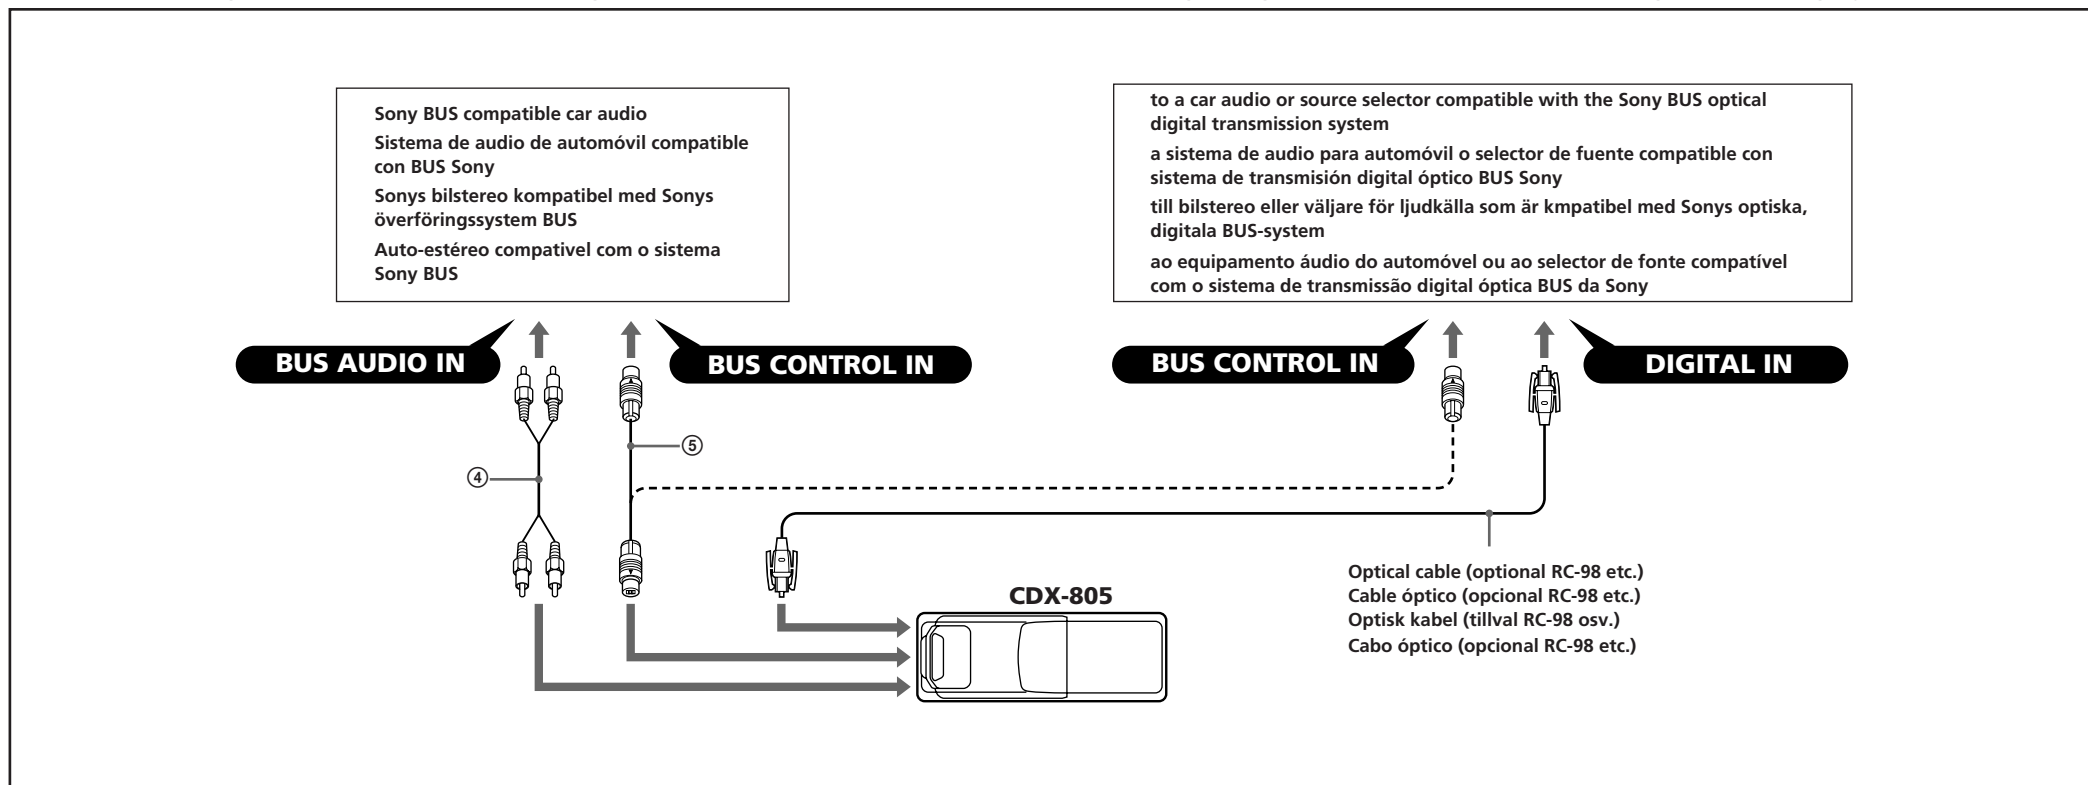 Sony BUS compatible car audio
Sistema de audio de automóvil compatible
con BUS Sony
Sonys bilstereo kompatibel med Sonys
överföringssystem BUS
Auto-estéreo compativel com o sistema
Sony BUS
to a car audio or source selector compatible with the Sony BUS optical
digital transmission system
a sistema de audio para automóvil o selector de fuente compatible con
sistema de transmisión digital óptico BUS Sony
till bilstereo eller väljare för ljudkälla som är kmpatibel med Sonys optiska,
digitala BUS-system
ao equipamento áudio do automóvel ou ao selector de fonte compatível
com o sistema de transmissão digital óptica BUS da Sony
BUS AUDIO IN
BUS CONTROL IN
BUS CONTROL IN
DIGITAL IN
⑤
④
Optical cable (optional RC-98 etc.)
Cable óptico (opcional RC-98 etc.)
Optisk kabel (tillval RC-98 osv.)
Cabo óptico (opcional RC-98 etc.)
CDX-805